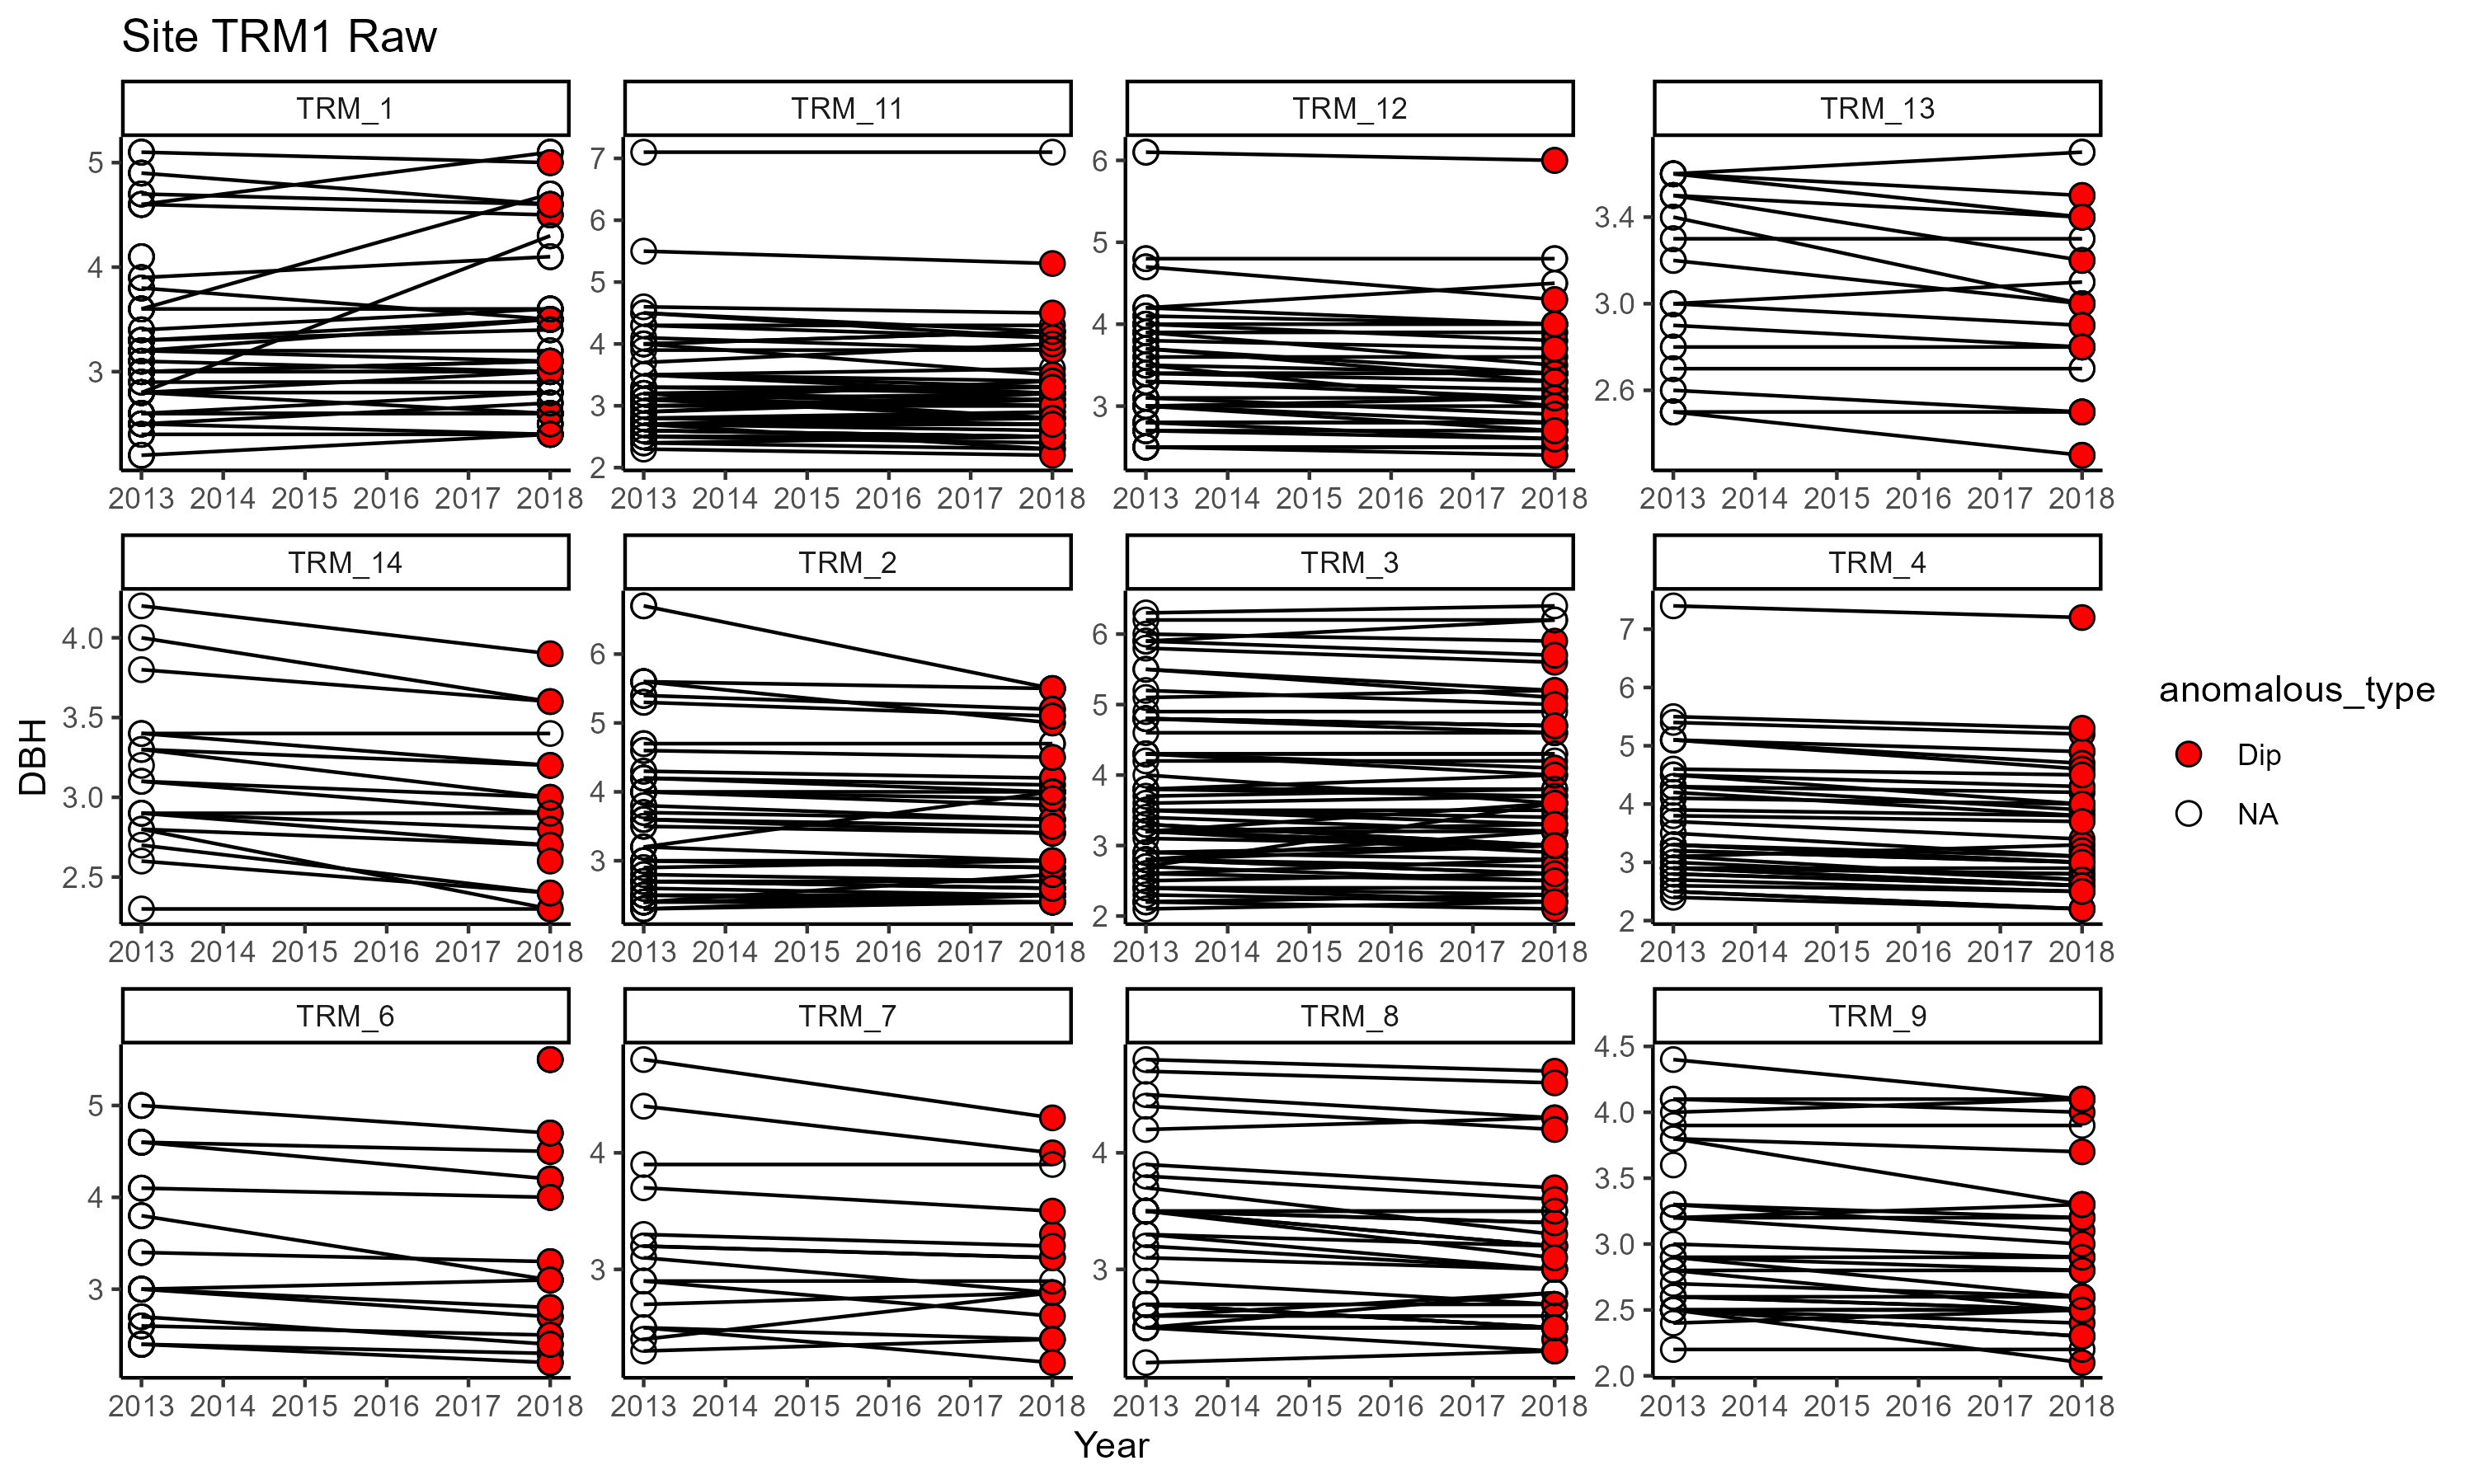 Site TRM1 Raw
TRM_1 TRM_11 TRM_12 TRM_13
5 7 6
3.4
4 6 5
5
3 4 4 3.0
3 3 2.6
2
2013 2014 2015 2016 2017 2018 2013 2014 2015 2016 2017 2018 2013 2014 2015 2016 2017 2018 2013 2014 2015 2016 2017 2018
TRM_14 TRM_2 TRM_3 TRM_4
4.0 6 6 7
6
3.5 5 5 5
3.0 4 4 4
2.5 3 3 3
2 2
2013 2014 2015 2016 2017 2018 2013 2014 2015 2016 2017 2018 2013 2014 2015 2016 2017 2018 2013 2014 2015 2016 2017 2018
TRM_6 TRM_7 TRM_8 TRM_9
4.5
5 4 4 4.0
4 3.5
3 3 3 3.0
2.5
2.0
2013 2014 2015 2016 2017 2018 2013 2014 2015 2016 2017 2018 2013 2014 2015 2016 2017 2018 2013 2014 2015 2016 2017 2018
DBH
Year
anomalous_type
Dip
NA